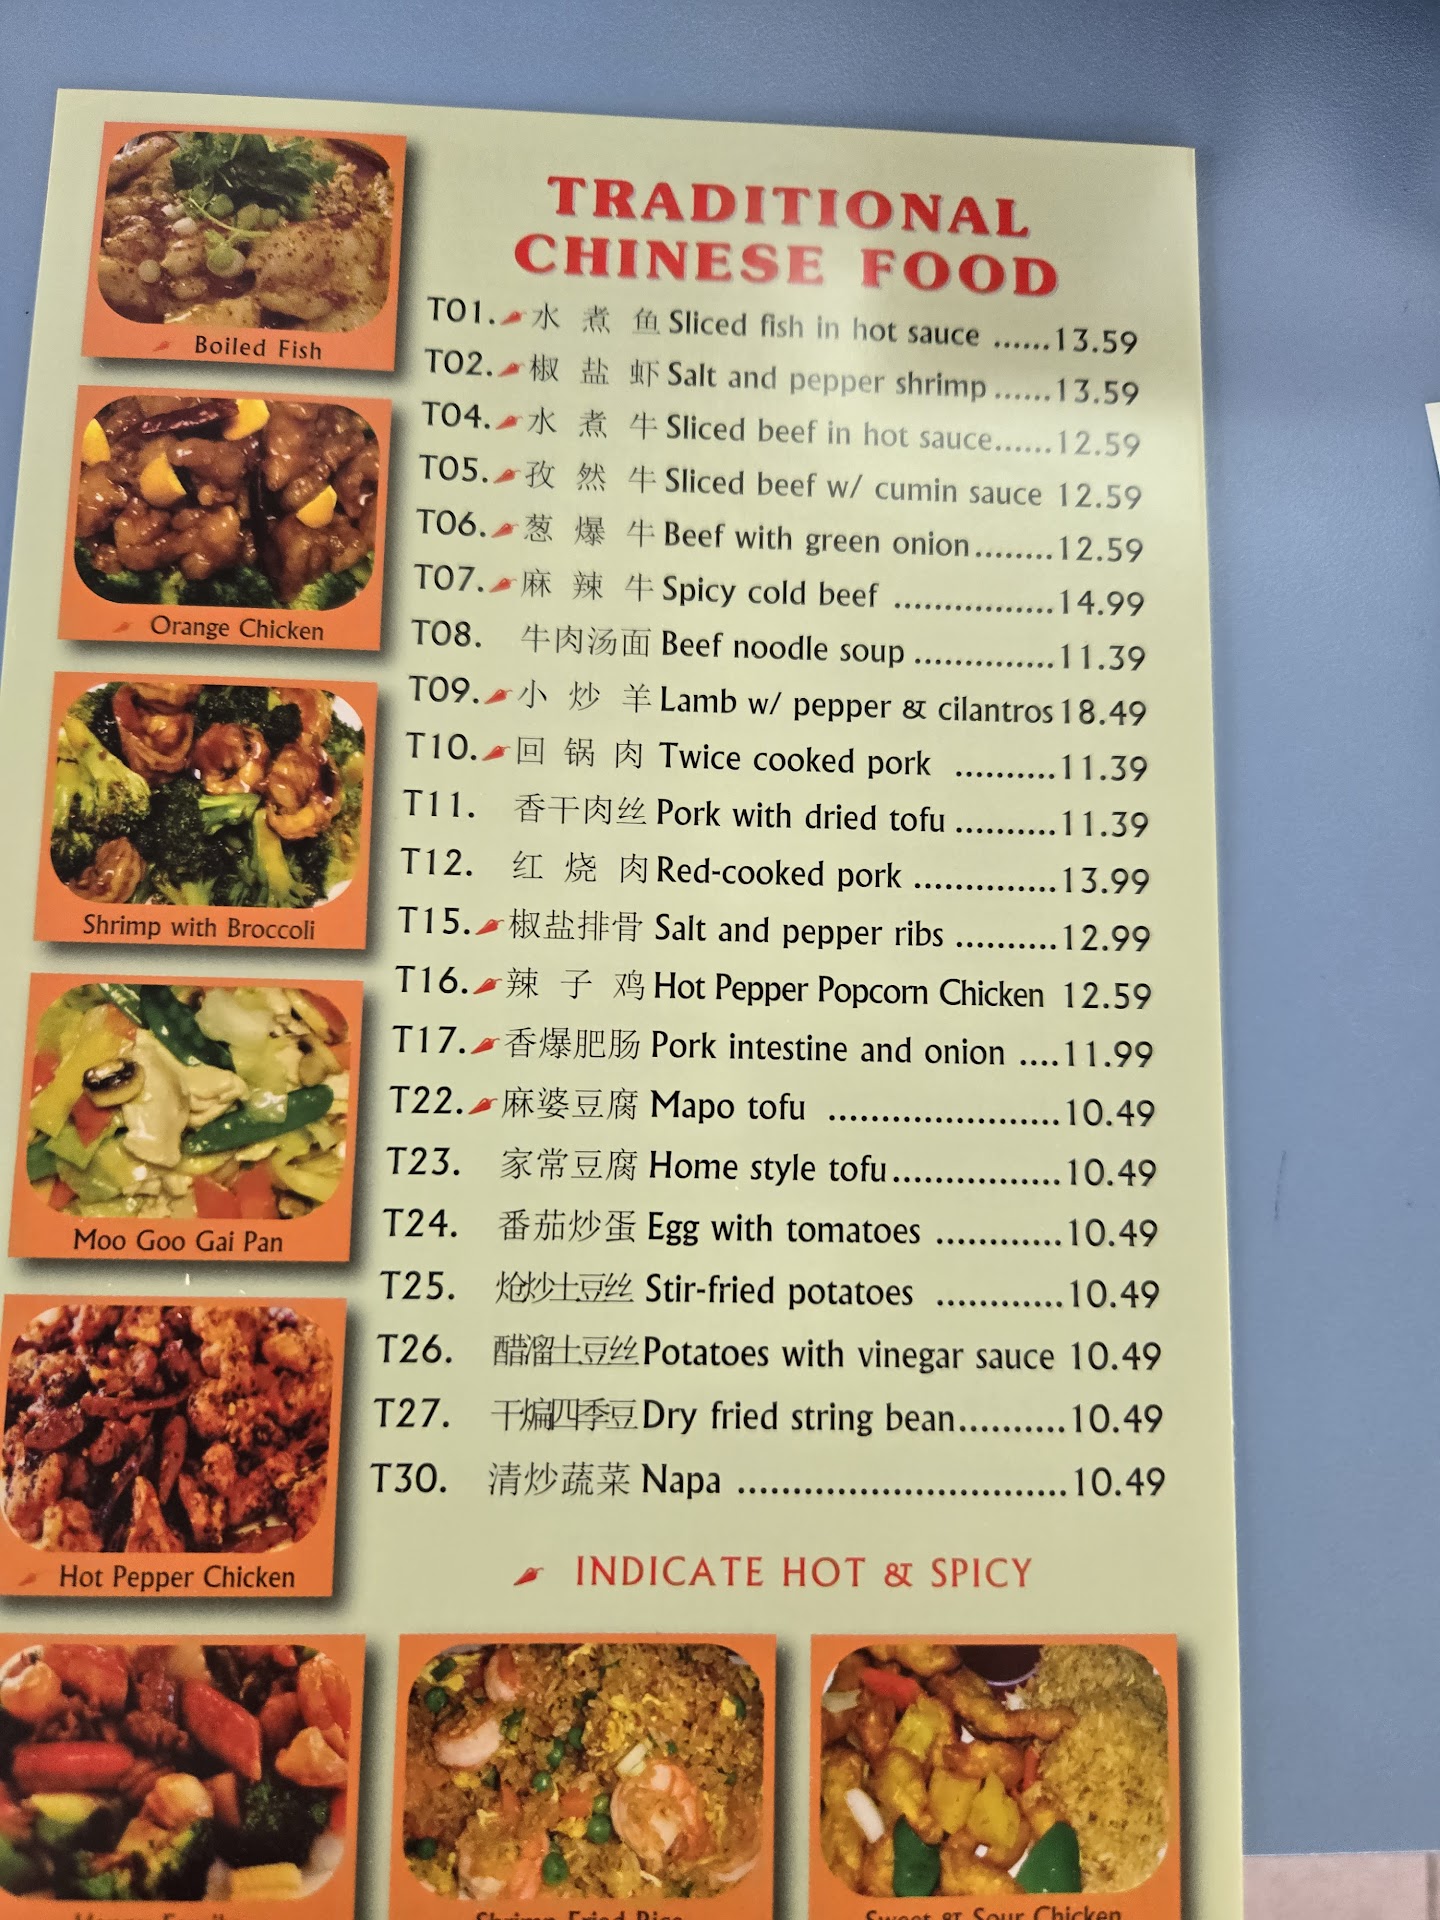 TRADITIONAL
CHINESE FOOD
T01. 水煮鱼 Sliced fish in hot sauce ......13.59
T02. 椒盐虾 Salt and pepper shrimp ......13.59
T04. 水煮牛 Sliced beef in hot sauce......12.59
T05. 孜然牛 Sliced beef w/ cumin sauce 12.59
T06. 葱爆牛 Beef with green onion........12.59
T07. 麻辣牛 Spicy cold beef ................14.99
T08. 牛肉汤面 Beef noodle soup ..............11.39
T09. 小炒羊 Lamb w/ pepper & cilantros 18.49
T10. 回锅肉 Twice cooked pork ..........11.39
T11. 香干肉丝 Pork with dried tofu ..........11.39
T12. 红烧肉 Red-cooked pork ..............13.99
T15. 椒盐排骨 Salt and pepper ribs ..........12.99
T16. 辣子鸡 Hot Pepper Popcorn Chicken 12.59
T17. 香爆肥肠 Pork intestine and onion ....11.99
T22. 麻婆豆腐 Mapo tofu .......................10.49
T23. 家常豆腐 Home style tofu.................10.49
T24. 番茄炒蛋 Egg with tomatoes ............10.49
T25. 炝炒土豆丝 Stir-fried potatoes ............10.49
T26. 醋溜土豆丝 Potatoes with vinegar sauce 10.49
T27. 干煸四季豆 Dry fried string bean..........10.49
T30. 清炒蔬菜 Napa .................................10.49
INDICATE HOT & SPICY
Boiled Fish
Orange Chicken
Shrimp with Broccoli
Moo Goo Gai Pan
Hot Pepper Chicken
Shrimp Fried Rice
Sweet & Sour Chicken